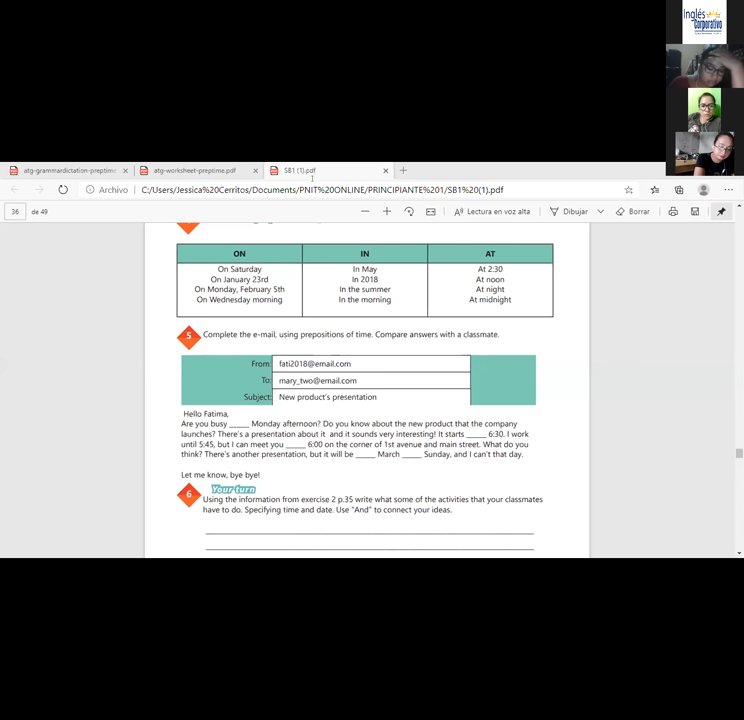 Inglés
Corporativo
atg-grammardictation-preptime
atg-worksheet-preptime.pdf
SB1 (1).pdf
Archivo
C:/Users/Jessica%20Cerritos/Documents/PNIT%20ONLINE/PRINCIPIANTE%201/SB1%20(1).pdf
36 de 49
Lectura en voz alta
Dibujar
Borrar
ON IN AT
On Saturday In May At 2:30
On January 23rd In 2018 At noon
On Monday, February 5th In the summer At night
On Wednesday morning In the morning At midnight
5 Complete the e-mail, using prepositions of time. Compare answers with a classmate.
From: fati2018@email.com
To: mary_two@email.com
Subject: New product's presentation
Hello Fatima,
Are you busy _____ Monday afternoon? Do you know about the new product that the company
launches? There's a presentation about it and it sounds very interesting! It starts _____ 6:30. I work
until 5:45, but I can meet you _____ 6:00 on the corner of 1st avenue and main street. What do you
think? There's another presentation, but it will be _____ March _____ Sunday, and I can't that day.
Let me know, bye bye!
6 Your turn
Using the information from exercise 2 p.35 write what some of the activities that your classmates
have to do. Specifying time and date. Use "And" to connect your ideas.